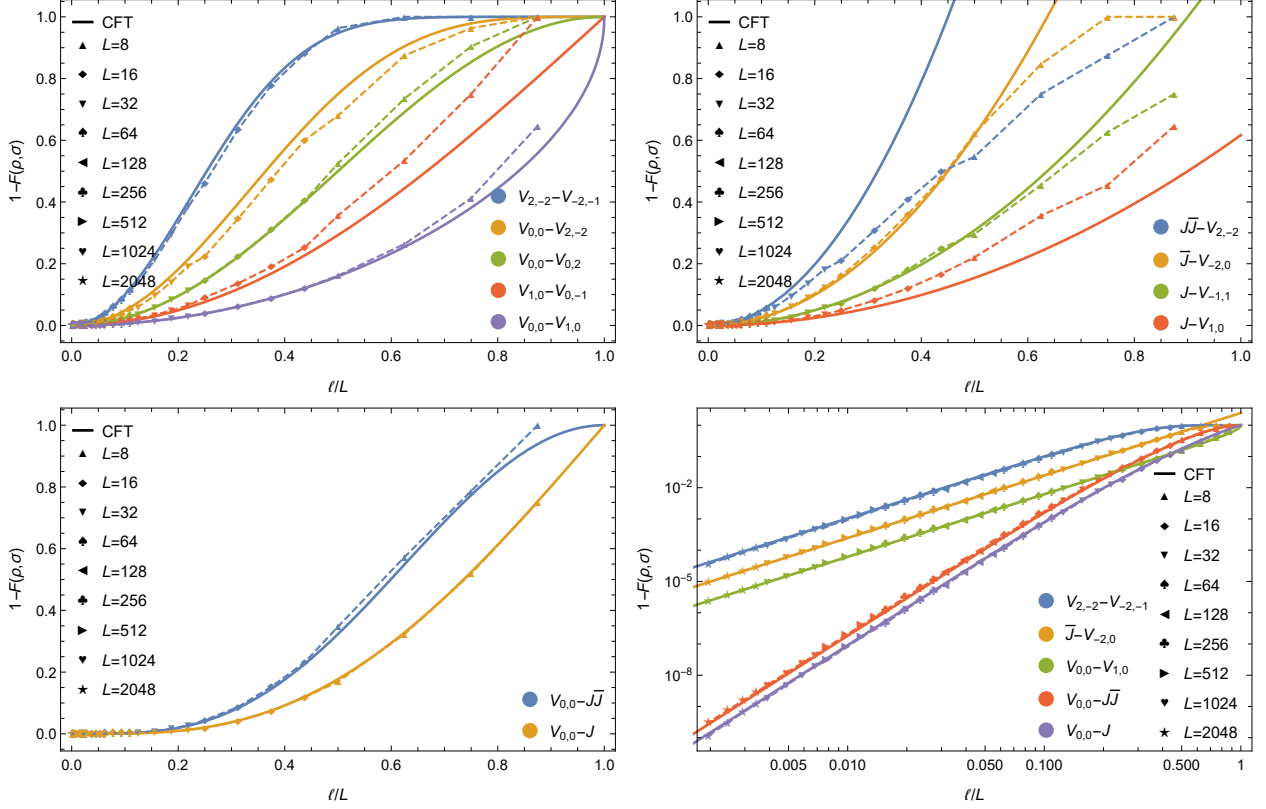 CFT
L=8
L=16
L=32
L=64
L=128
L=256
L=512
L=1024
L=2048
V2,-2-V-2,-1
V0,0-V2,-2
V0,0-V0,2
V1,0-V0,-1
V0,0-V1,0
1-F(ρ,σ)
0.0
0.2
0.4
0.6
0.8
1.0
0.0
0.2
0.4
0.6
0.8
1.0
ℓ/L
CFT
L=8
L=16
L=32
L=64
L=128
L=256
L=512
L=1024
L=2048
J̅J-V2,-2
J̅-V-2,0
J-V-1,1
J-V1,0
1-F(ρ,σ)
0.0
0.2
0.4
0.6
0.8
1.0
0.0
0.2
0.4
0.6
0.8
1.0
ℓ/L
CFT
L=8
L=16
L=32
L=64
L=128
L=256
L=512
L=1024
L=2048
V0,0-JJ̅
V0,0-J
1-F(ρ,σ)
0.0
0.2
0.4
0.6
0.8
1.0
0.0
0.2
0.4
0.6
0.8
1.0
ℓ/L
CFT
L=8
L=16
L=32
L=64
L=128
L=256
L=512
L=1024
L=2048
V2,-2-V-2,-1
J̅-V-2,0
V0,0-V1,0
V0,0-JJ̅
V0,0-J
1-F(ρ,σ)
10-2
10-5
10-8
0.005
0.010
0.050
0.100
0.500
1
ℓ/L